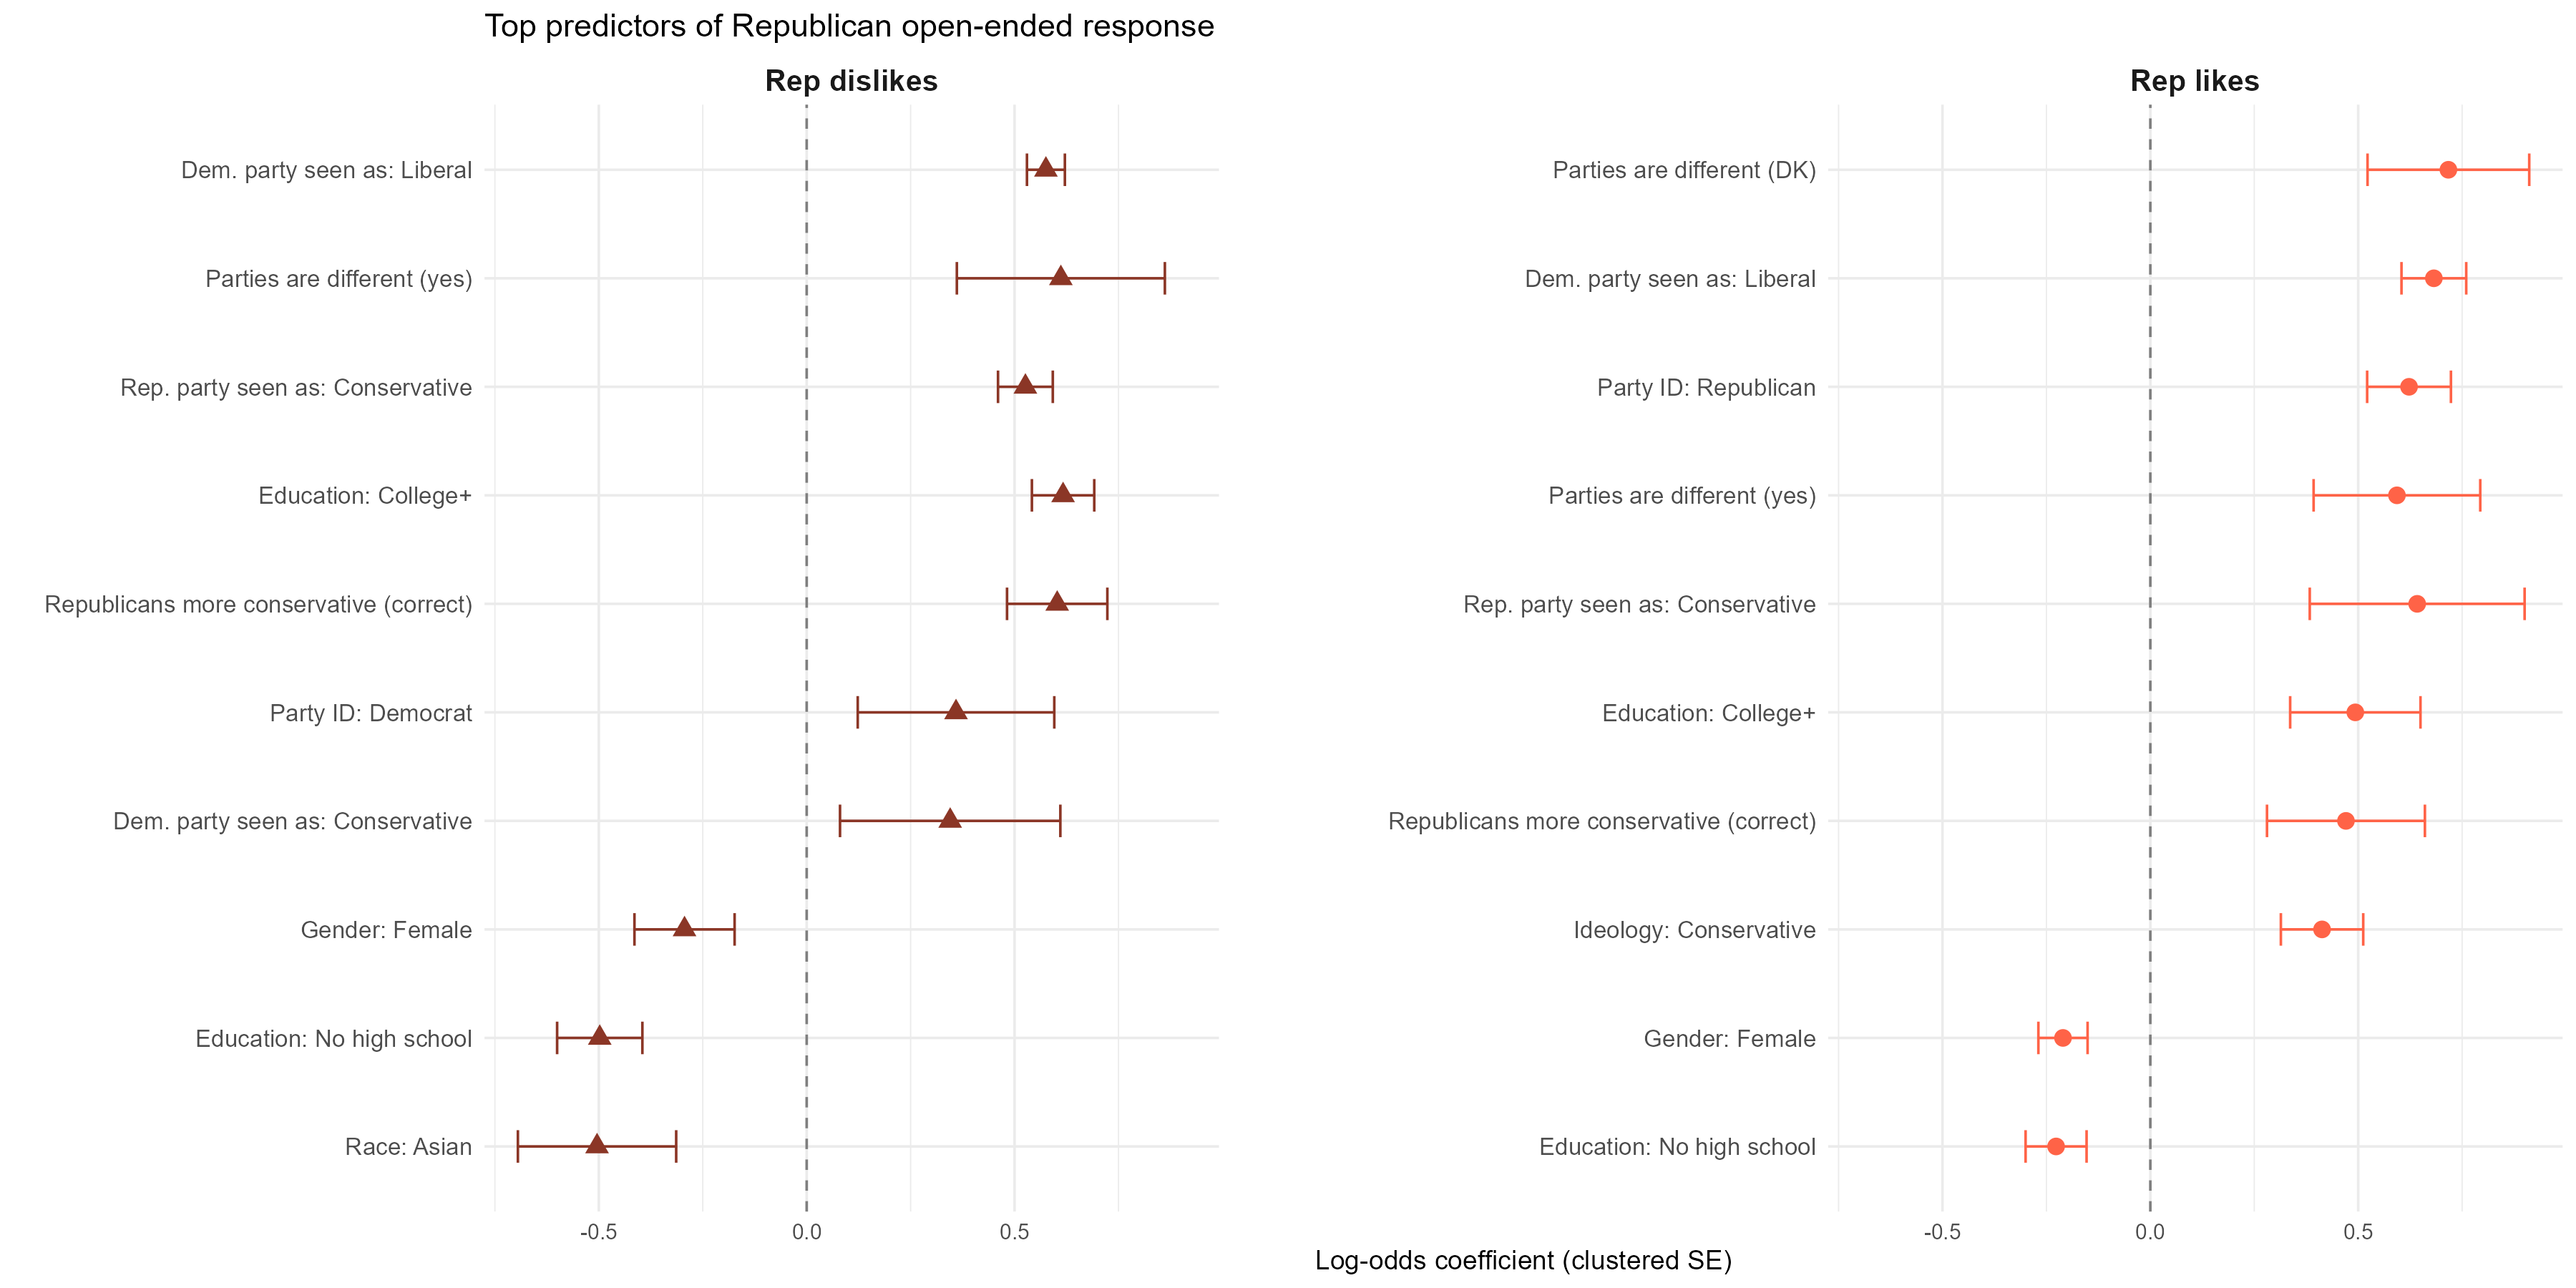 Top predictors of Republican open-ended response
Rep dislikes
Dem. party seen as: Liberal
Parties are different (yes)
Rep. party seen as: Conservative
Education: College+
Republicans more conservative (correct)
Party ID: Democrat
Dem. party seen as: Conservative
Gender: Female
Education: No high school
Race: Asian
-0.5 0.0 0.5
Rep likes
Parties are different (DK)
Dem. party seen as: Liberal
Party ID: Republican
Parties are different (yes)
Rep. party seen as: Conservative
Education: College+
Republicans more conservative (correct)
Ideology: Conservative
Gender: Female
Education: No high school
-0.5 0.0 0.5
Log-odds coefficient (clustered SE)